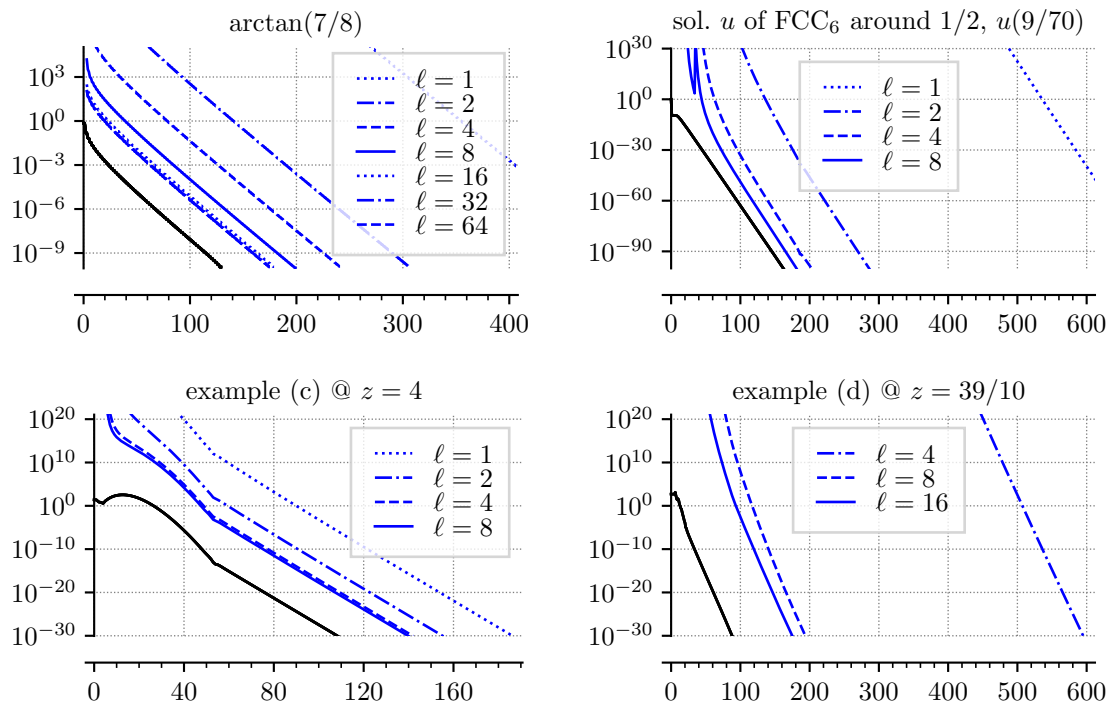 arctan(7/8)
10^3
10^0
10^−3
10^−6
10^−9
ℓ = 1
ℓ = 2
ℓ = 4
ℓ = 8
ℓ = 16
ℓ = 32
ℓ = 64
0 100 200 300 400
sol. u of FCC_6 around 1/2, u(9/70)
10^30
10^0
10^−30
10^−60
10^−90
ℓ = 1
ℓ = 2
ℓ = 4
ℓ = 8
0 100 200 300 400 500 600
example (c) @ z = 4
10^20
10^10
10^0
10^−10
10^−20
10^−30
ℓ = 1
ℓ = 2
ℓ = 4
ℓ = 8
0 40 80 120 160
example (d) @ z = 39/10
10^20
10^10
10^0
10^−10
10^−20
10^−30
ℓ = 4
ℓ = 8
ℓ = 16
0 100 200 300 400 500 600